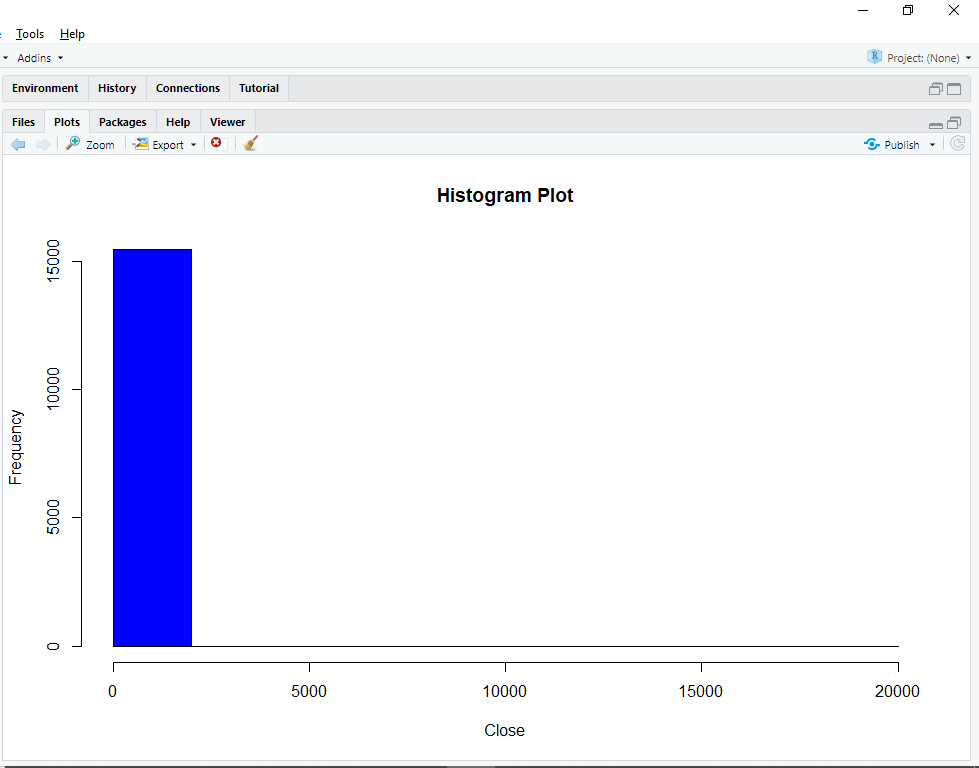 Tools Help
Addins Project: (None)
Environment History Connections Tutorial
Files Plots Packages Help Viewer
Zoom Export Publish
Histogram Plot
Frequency
15000
10000
5000
0
0 5000 10000 15000 20000
Close